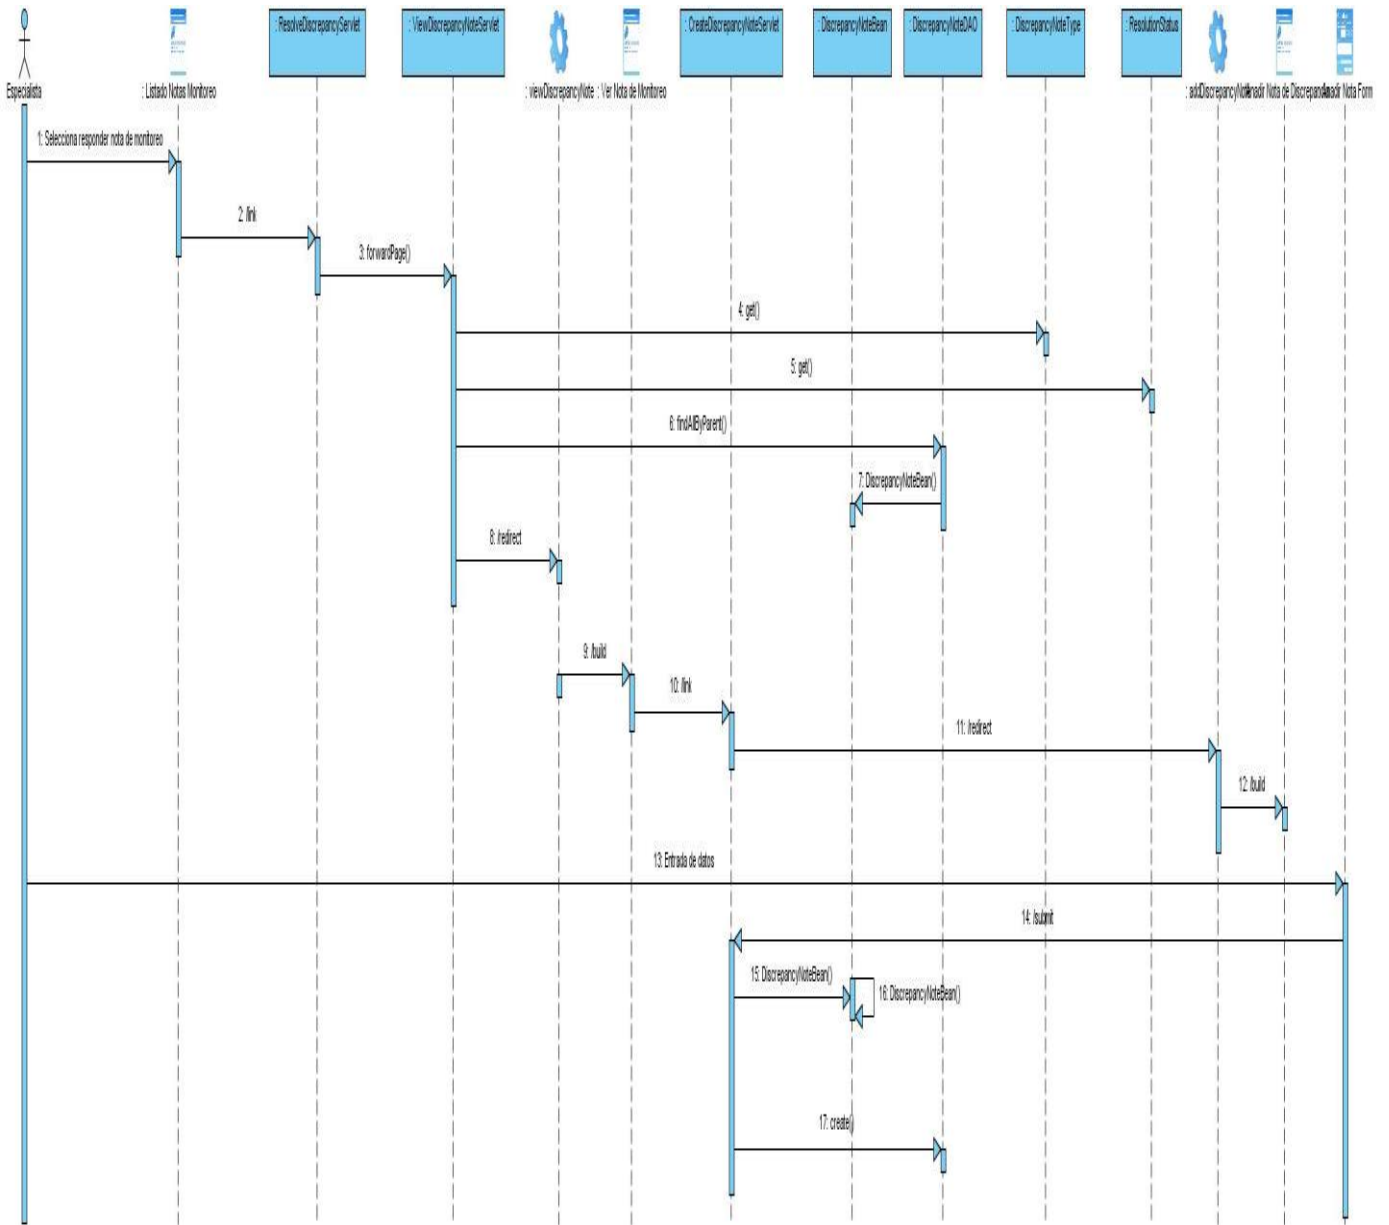 : ResolveDiscrepancyServlet
: ViewDiscrepancyNoteServlet
: CreateDiscrepancyNoteServlet
: DiscrepancyNoteBean
: DiscrepancyNoteDAO
: DiscrepancyNoteType
: ResolutionStatus
Especialista
: Listado Notas Monitoreo
: viewDiscrepancyNote
: Ver Nota de Monitoreo
: addDiscrepancyNote
Añadir Nota de Discrepancia
Añadir Nota Form
1: Selecciona responder nota de monitoreo
2: /link
3: forwardPage()
4: get()
5: get()
6: findAllByParent()
7: DiscrepancyNoteBean()
8: /redirect
9: /build
10: /link
11: /redirect
12: /build
13: Entrada de datos
14: /submit
15: DiscrepancyNoteBean()
16: DiscrepancyNoteBean()
17: create()